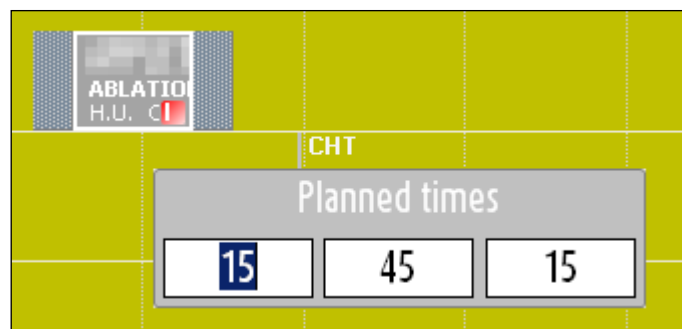 ABLATIO
H.U. C
CHT
Planned times
15 45 15